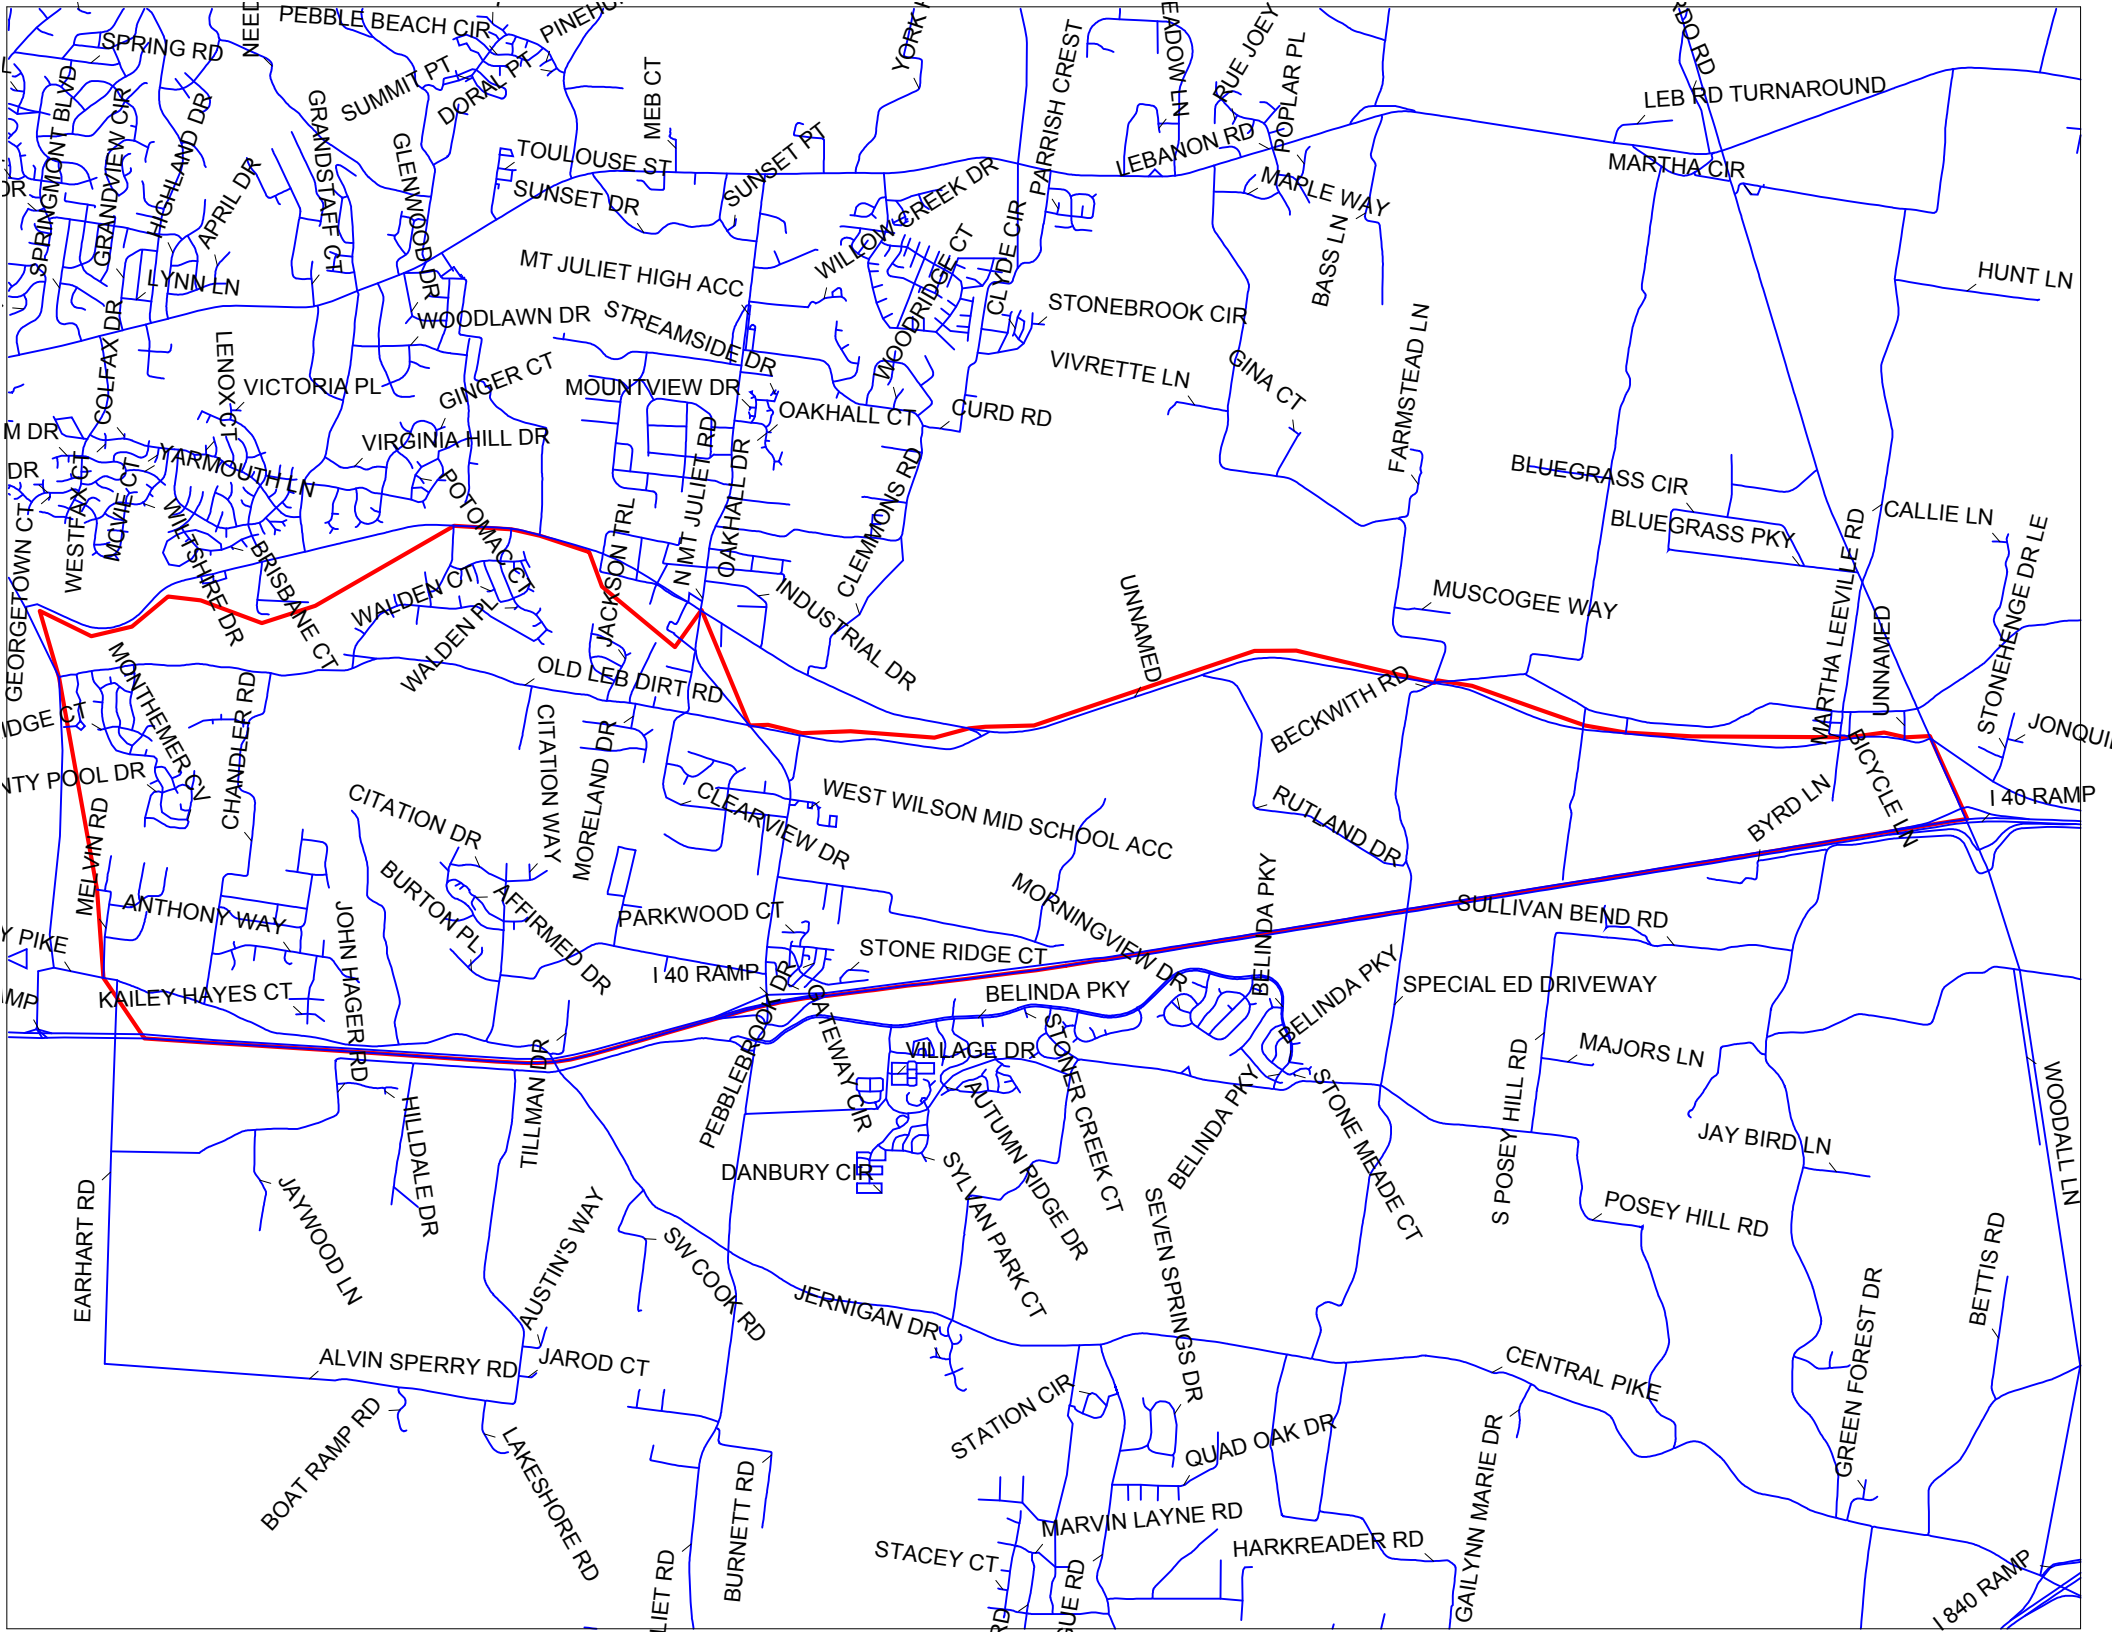 PEBBLE BEACH CIR
SPRING RD
SUMMIT PT
DORAL PT
MEB CT
PARRISH CREST
RUE JOEY
POPLAR PL
LEB RD TURNAROUND
SPRINGMONT BLVD
GRANDVIEW CIR
HIGHLAND DR
APRIL DR
GRANDSTAFF CT
GLENWOOD DR
TOULOUSE ST
SUNSET DR
SUNSET PT
LEBANON RD
MAPLE WAY
MARTHA CIR
WILLOW CREEK DR
WOODRIDGE CT
CLYDE CIR
BASS LN
HUNT LN
LYNN LN
MT JULIET HIGH ACC
WOODLAWN DR
STREAMSIDE DR
STONEBROOK CIR
COLFAX DR
LENOX CT
VICTORIA PL
GINGER CT
MOUNTVIEW DR
OAKHALL CT
CURD RD
VIVRETTE LN
GINA CT
FARMSTEAD LN
M DR
DR
YARMOUTH LN
VIRGINIA HILL DR
POTOMAC CT
N MT JULIET RD
OAKHALL DR
CLEMMONS RD
BLUEGRASS CIR
BLUEGRASS PKY
CALLIE LN
GEORGETOWN CT
WESTFAX CT
MCVIE CT
WILTSHIRE DR
BRISBANE CT
WALDEN CT
WALDEN PL
JACKSON TRL
INDUSTRIAL DR
UNNAMED
MUSCOGEE WAY
MARTHA LEEVILLE RD
UNNAMED
STONEHENGE DR LE
IDGE CT
MONTHEMER CV
CHANDLER RD
OLD LEB DIRT RD
BECKWITH RD
NTY POOL DR
CITATION DR
CITATION WAY
MORELAND DR
CLEARVIEW DR
WEST WILSON MID SCHOOL ACC
RUTLAND DR
BYRD LN
BICYCLE LN
I 40 RAMP
MELVIN RD
ANTHONY WAY
BURTON PL
AFFIRMED DR
PARKWOOD CT
STONE RIDGE CT
MORNINGVIEW DR
BELINDA PKY
SULLIVAN BEND RD
Y PIKE
KAILEY HAYES CT
JOHN HAGER RD
I 40 RAMP
PEBBLEBROOK DR
GATEWAY CIR
BELINDA PKY
BELINDA PKY
SPECIAL ED DRIVEWAY
VILLAGE DR
STONER CREEK CT
MAJORS LN
HILLDALE DR
TILLMAN DR
AUTUMN RIDGE DR
BELINDA PKY
STONE MEADE CT
S POSEY HILL RD
JAY BIRD LN
WOODALL LN
EARHART RD
JAYWOOD LN
AUSTIN'S WAY
SW COOK RD
DANBURY CIR
SYLVAN PARK CT
SEVEN SPRINGS DR
POSEY HILL RD
BETTIS RD
JERNIGAN DR
ALVIN SPERRY RD
JAROD CT
CENTRAL PIKE
GREEN FOREST DR
BOAT RAMP RD
LAKESHORE RD
BURNETT RD
STATION CIR
QUAD OAK DR
GAILYNN MARIE DR
MARVIN LAYNE RD
STACEY CT
HARKREADER RD
LIET RD
GUE RD
I 840 RAMP